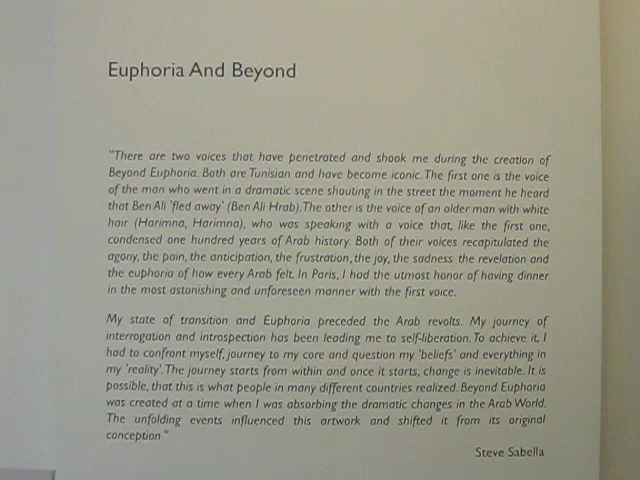 Euphoria And Beyond
"There are two voices that have penetrated and shook me during the creation of
Beyond Euphoria. Both are Tunisian and have become iconic. The first one is the voice
of the man who went in a dramatic scene shouting in the street the moment he heard
that Ben Ali 'fled away' (Ben Ali Hrab). The other is the voice of an older man with white
hair (Harimna, Harimna), who was speaking with a voice that, like the first one,
condensed one hundred years of Arab history. Both of their voices recapitulated the
agony, the pain, the anticipation, the frustration, the joy, the sadness the revelation and
the euphoria of how every Arab felt. In Paris, I had the utmost honor of having dinner
in the most astonishing and unforeseen manner with the first voice.
My state of transition and Euphoria preceded the Arab revolts. My journey of
interrogation and introspection has been leading me to self-liberation. To achieve it, I
had to confront myself, journey to my core and question my 'beliefs' and everything in
my 'reality'. The journey starts from within and once it starts, change is inevitable. It is
possible, that this is what people in many different countries realized. Beyond Euphoria
was created at a time when I was absorbing the dramatic changes in the Arab World.
The unfolding events influenced this artwork and shifted it from its original
conception "
Steve Sabella